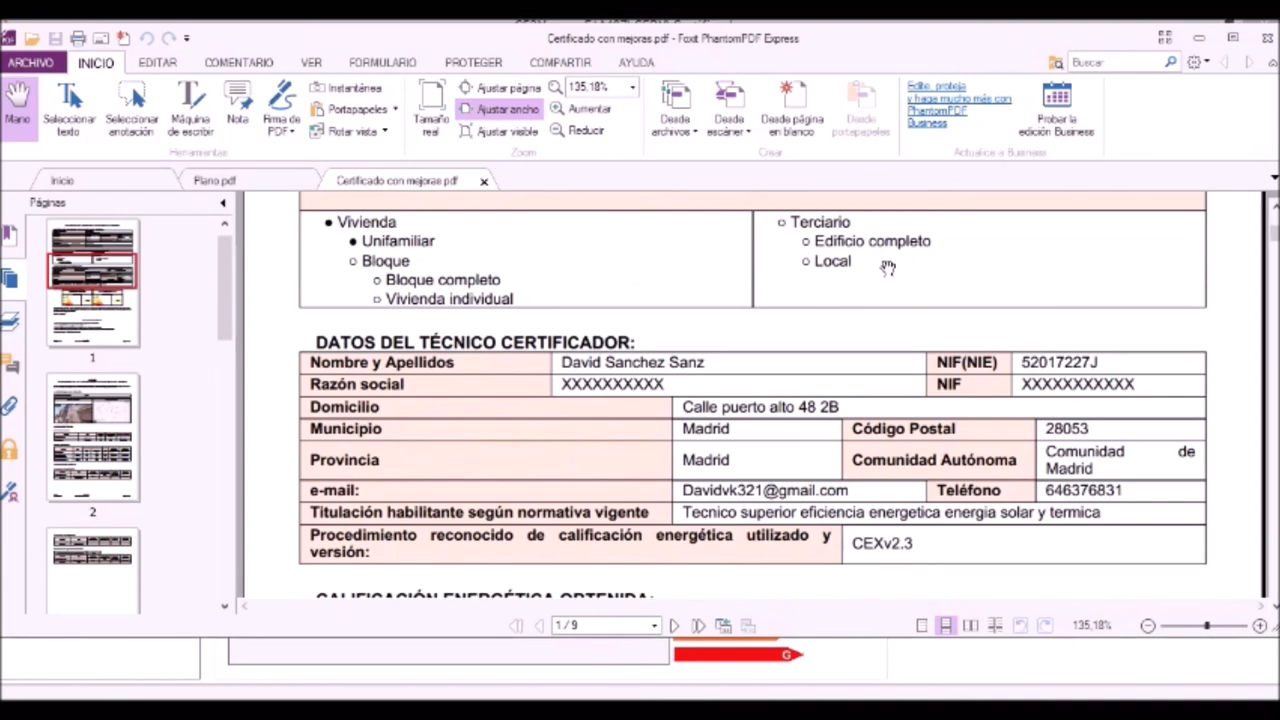 Certificado con mejoras.pdf - Foxit PhantomPDF Express
ARCHIVO INICIO EDITAR COMENTARIO VER FORMULARIO PROTEGER COMPARTIR AYUDA Buscar
Mano
Seleccionar texto
Seleccionar anotación
Máquina de escribir
Nota
Firma de PDF
Instantánea
Portapapeles
Rotar vista
Herramientas
Tamaño real
Ajustar página
Ajustar ancho
Ajustar visible
135,18%
Aumentar
Reducir
Zoom
Desde archivos
Desde escáner
Desde página en blanco
Desde portapapeles
Crear
Edite, proteja
y haga mucho más con
PhantomPDF
Business
Probar la edición Business
Actualice a Business
Inicio Plano.pdf Certificado con mejoras.pdf
Páginas
1
2
Vivienda
Unifamiliar
Bloque
Bloque completo
Vivienda individual
Terciario
Edificio completo
Local
DATOS DEL TÉCNICO CERTIFICADOR:
Nombre y Apellidos David Sanchez Sanz NIF(NIE) 52017227J
Razón social XXXXXXXXXX NIF XXXXXXXXXXX
Domicilio Calle puerto alto 48 2B
Municipio Madrid Código Postal 28053
Provincia Madrid Comunidad Autónoma Comunidad de Madrid
e-mail: Davidvk321@gmail.com Teléfono 646376831
Titulación habilitante según normativa vigente Tecnico superior eficiencia energetica energia solar y termica
Procedimiento reconocido de calificación energética utilizado y versión: CEXv2.3
CALIFICACIÓN ENERGÉTICA OBTENIDA:
1 / 9
135,18%
G